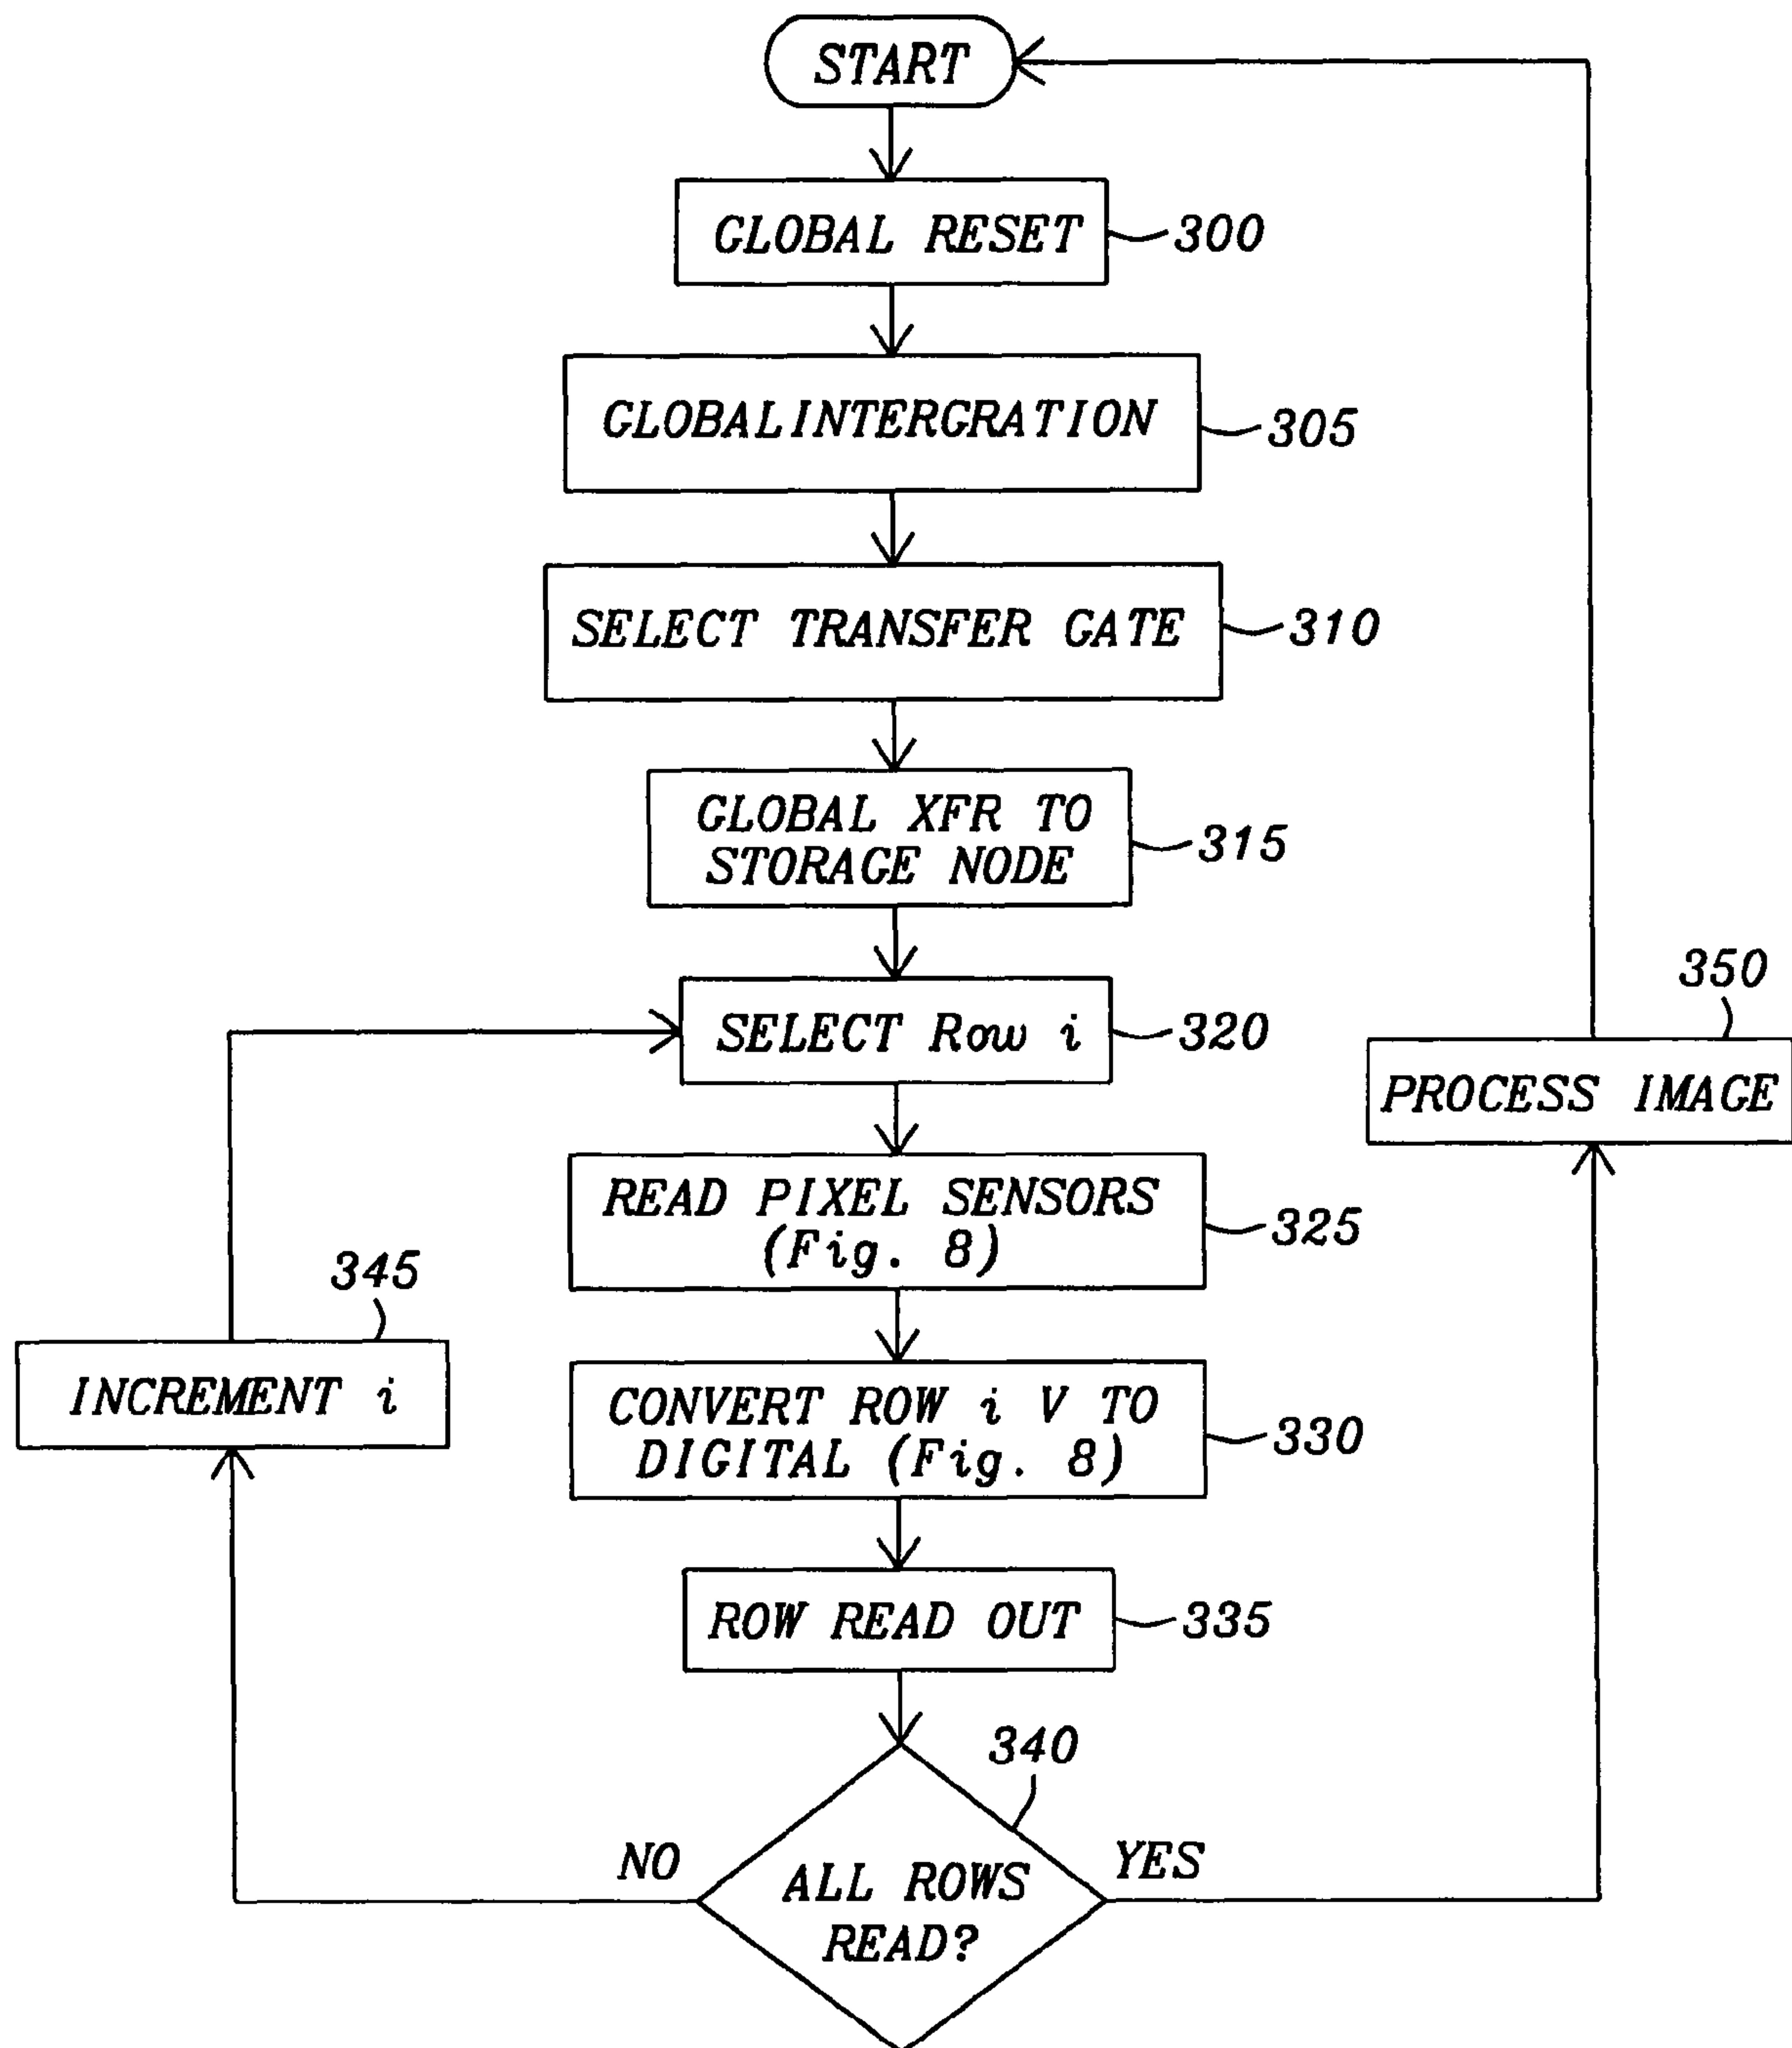 START
GLOBAL RESET
300
GLOBALINTERGRATION
305
SELECT TRANSFER GATE
310
GLOBAL XFR TO
STORAGE NODE
315
SELECT Row i
320
350
PROCESS IMAGE
READ PIXEL SENSORS
(Fig. 8)
325
345
INCREMENT i
CONVERT ROW i V TO
DIGITAL (Fig. 8)
330
ROW READ OUT
335
340
NO
YES
ALL ROWS
READ?